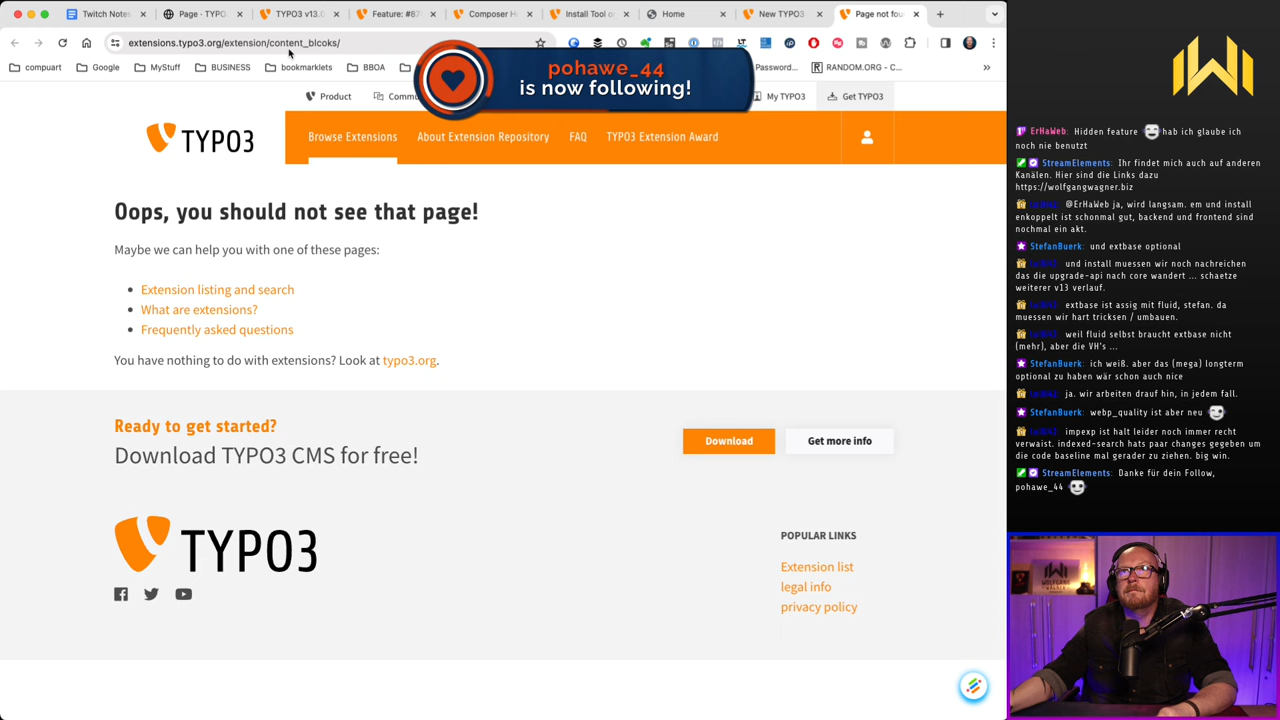 Twitch Notes
Page - TYPO
TYPO3 v13.0
Feature: #87
Composer He
Install Tool o
Home
New TYPO3
Page not fou
extensions.typo3.org/extension/content_blcoks/
compuart
Google
MyStuff
BUSINESS
bookmarklets
BBOA
Password...
RANDOM.ORG - C...
»
pohawe_44
is now following!
Product
Commu
My TYPO3
Get TYPO3
TYPO3
Browse Extensions
About Extension Repository
FAQ
TYPO3 Extension Award
Oops, you should not see that page!
Maybe we can help you with one of these pages:
• Extension listing and search
• What are extensions?
• Frequently asked questions
You have nothing to do with extensions? Look at typo3.org.
Ready to get started?
Download TYPO3 CMS for free!
Download
Get more info
TYPO3
POPULAR LINKS
Extension list
legal info
privacy policy
ErHaWeb: Hidden feature hab ich glaube ich
noch nie benutzt
StreamElements: Ihr findet mich auch auf anderen
Kanälen. Hier sind die Links dazu
https://wolfgangwagner.biz
@ErHaWeb ja, wird langsam. em und install
enkoppelt ist schonmal gut, backend und frontend sind
nochmal ein akt.
StefanBuerk: und extbase optional
und install muessen wir noch nachreichen
das die upgrade-api nach core wandert ... schaetze
weiterer v13 verlauf.
extbase ist assig mit fluid, stefan. da
muessen wir hart tricksen / umbauen.
weil fluid selbst braucht extbase nicht
(mehr), aber die VH's ...
StefanBuerk: ich weiß. aber das (mega) longterm
optional zu haben wär schon auch nice
ja. wir arbeiten drauf hin, in jedem fall.
StefanBuerk: webp_quality ist aber neu
impexp ist halt leider noch immer recht
verwaist. indexed-search hats paar changes gegeben um
die code baseline mal gerader zu ziehen. big win.
StreamElements: Danke für dein Follow,
pohawe_44